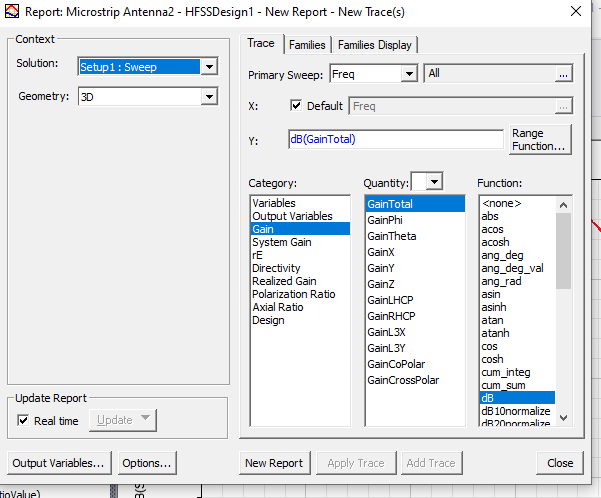 Report: Microstrip Antenna2 - HFSSDesign1 - New Report - New Trace(s)
Context
Solution: Setup1 : Sweep
Geometry: 3D
Update Report
Real time Update
Output Variables... Options...
Trace Families Families Display
Primary Sweep: Freq All ...
X: Default Freq ...
Y: dB(GainTotal) Range Function...
Category:
Variables
Output Variables
Gain
System Gain
rE
Directivity
Realized Gain
Polarization Ratio
Axial Ratio
Design
Quantity:
GainTotal
GainPhi
GainTheta
GainX
GainY
GainZ
GainLHCP
GainRHCP
GainL3X
GainL3Y
GainCoPolar
GainCrossPolar
Function:
<none>
abs
acos
acosh
ang_deg
ang_deg_val
ang_rad
asin
asinh
atan
atanh
cos
cosh
cum_integ
cum_sum
dB
dB10normalize
dB20normalize
New Report Apply Trace Add Trace Close